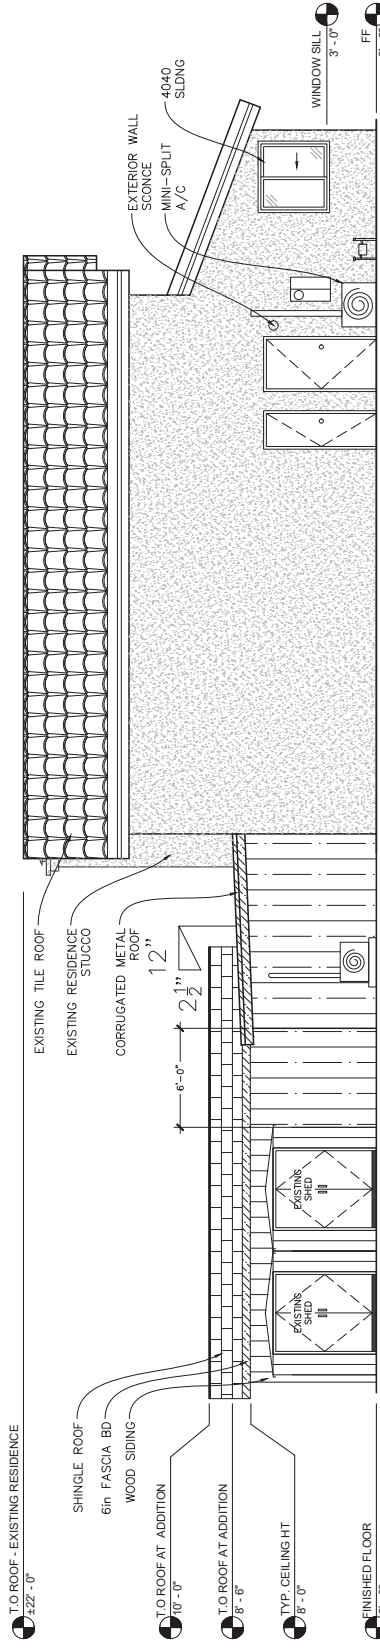 T.O ROOF - EXISTING RESIDENCE
±22' - 0"
SHINGLE ROOF
6in FASCIA BD
WOOD SIDING
T.O ROOF AT ADDITION
10' - 0"
T.O ROOF AT ADDITION
8' - 6"
TYP. CEILING HT
8' - 0"
FINISHED FLOOR
EXISTING TILE ROOF
EXISTING RESIDENCE
STUCCO
CORRUGATED METAL
ROOF
12"
2 1/2"
6'-0"
EXISTING
SHED
EXISTING
SHED
EXTERIOR WALL
SCONCE
MINI-SPLIT
A/C
4040
SLDNG
WINDOW SILL
3' - 0"
FF